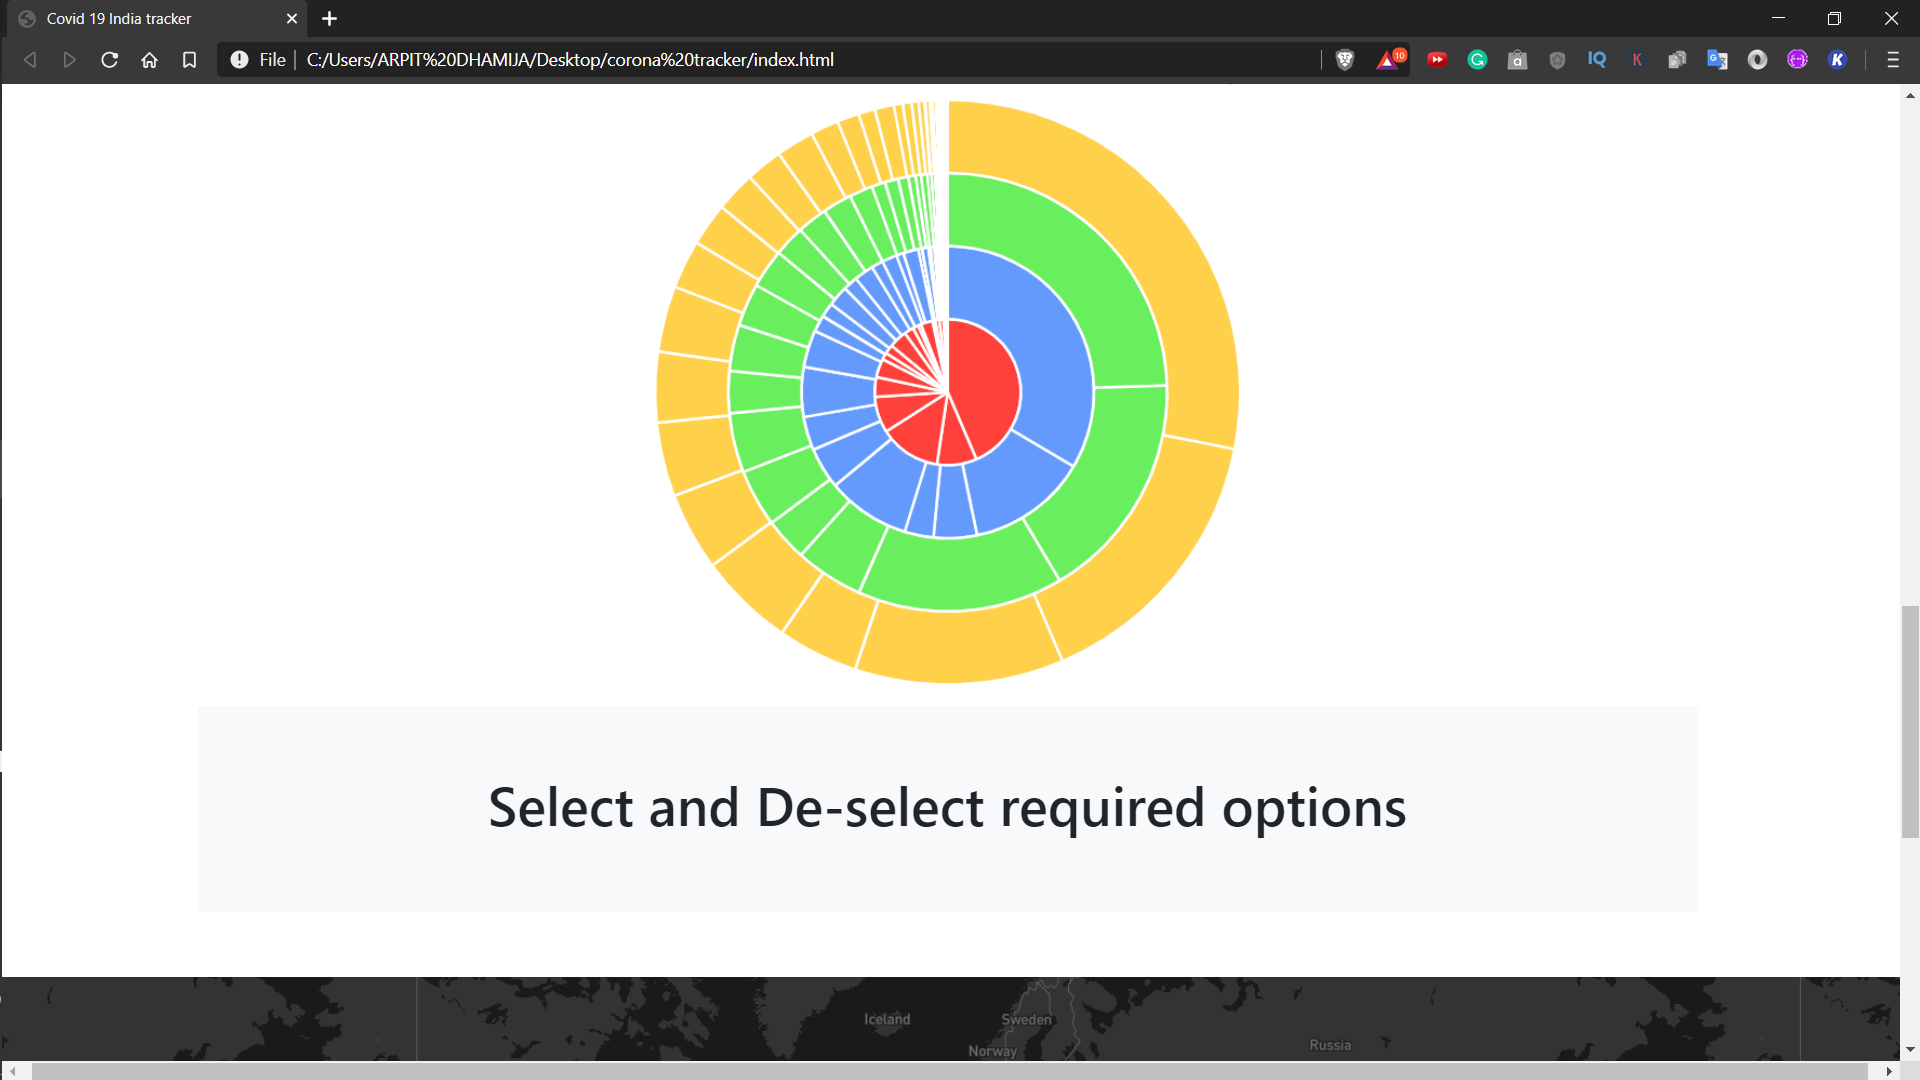 Covid 19 India tracker
File
C:/Users/ARPIT%20DHAMIJA/Desktop/corona%20tracker/index.html
10
IQ
K
K
Select and De-select required options
Iceland
Sweden
Norway
Russia